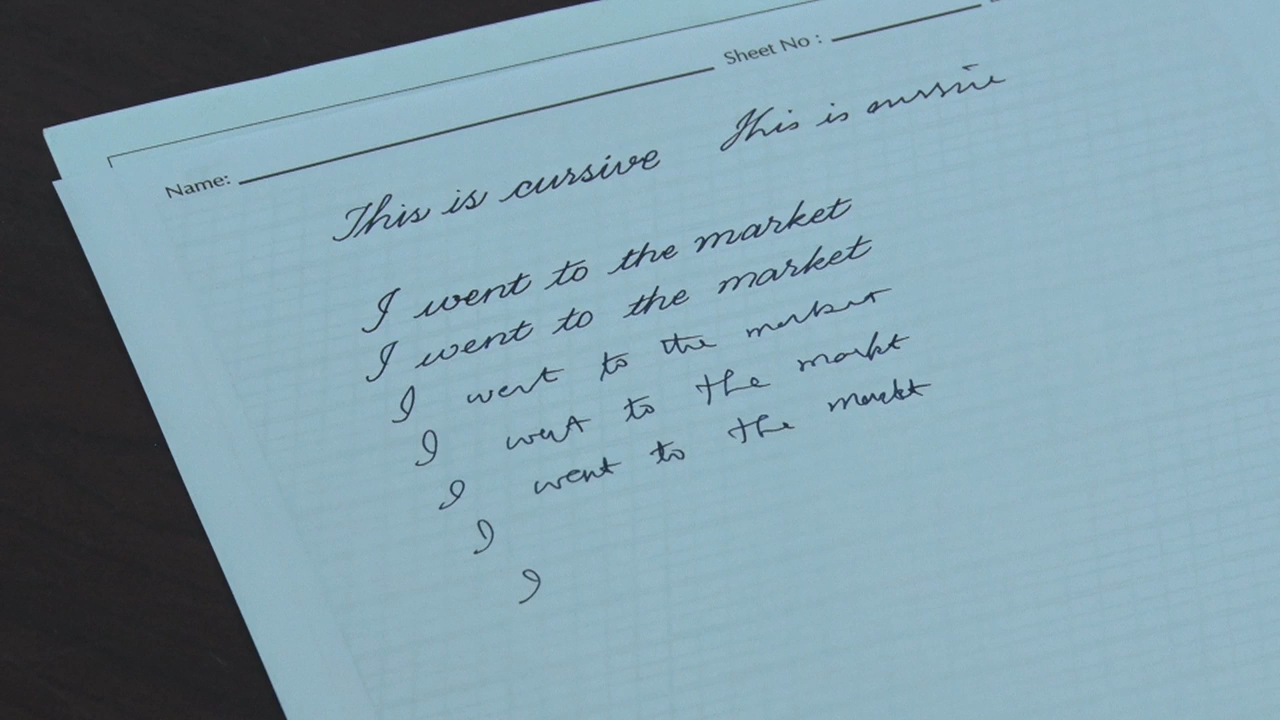 Name: Sheet No :
This is cursive This is cursive
I went to the market
I went to the market
I went to the market
I went to the market
I went to the market
I
I